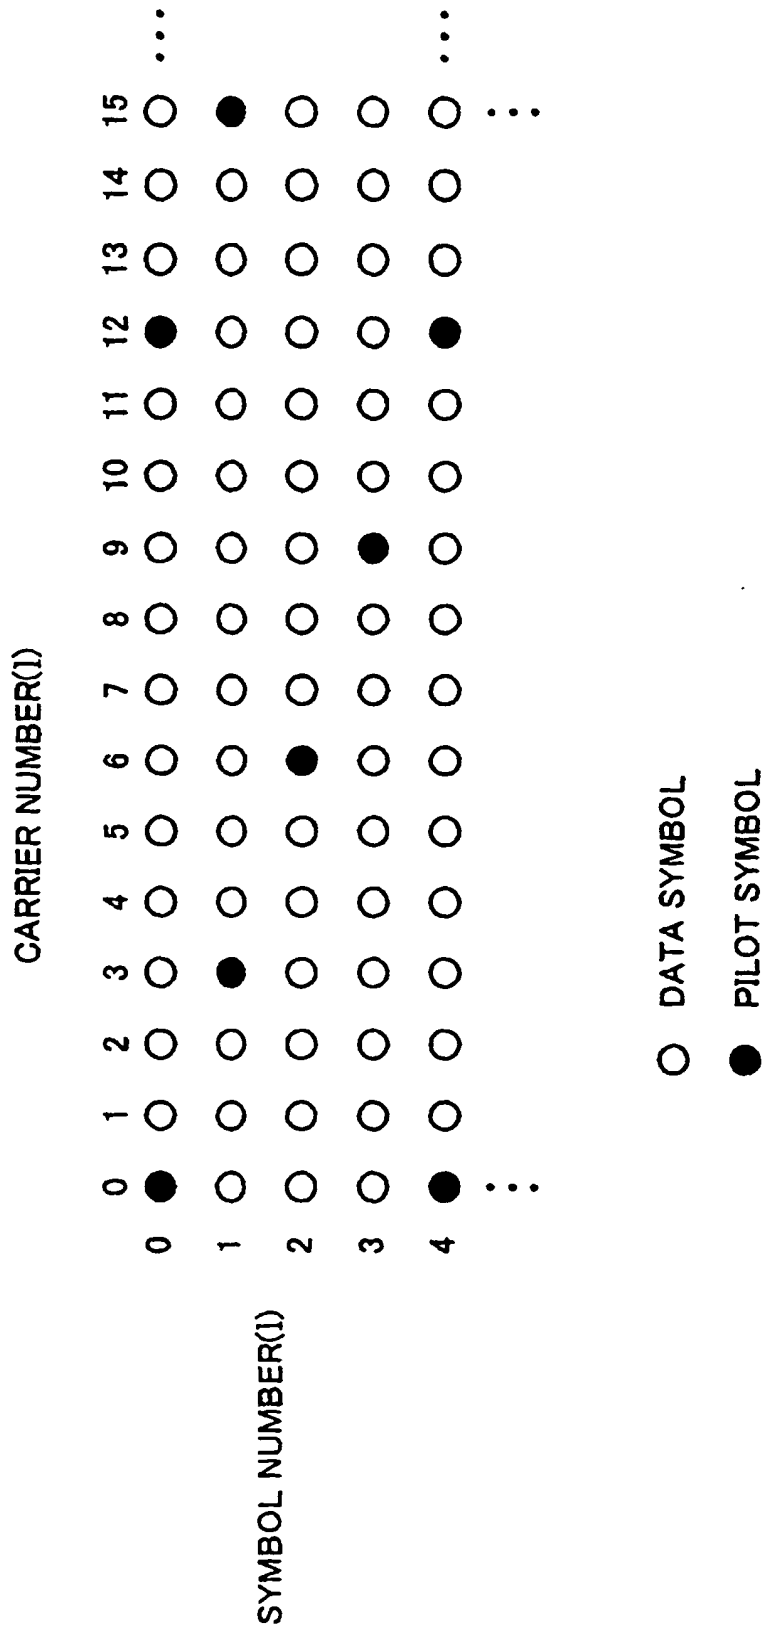 CARRIER NUMBER(l)
0 1 2 3 4 5 6 7 8 9 10 11 12 13 14 15
SYMBOL NUMBER(l)
0
1
2
3
4
DATA SYMBOL
PILOT SYMBOL